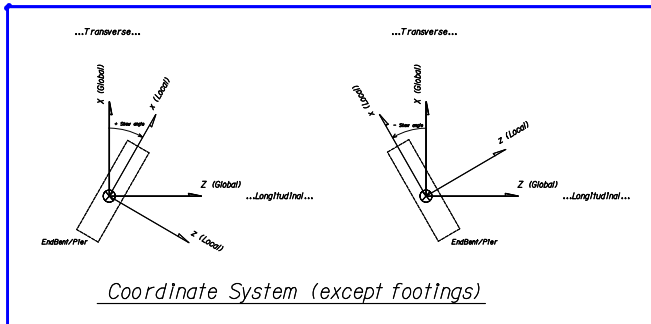 ...Transverse...
X (Global)
x (Local)
+ Skew angle
Z (Global)
...Longitudinal...
z (Local)
EndBent/Pier
...Transverse...
x (Local)
X (Global)
- Skew angle
z (Local)
Z (Global)
...Longitudinal...
EndBent/Pier
Coordinate System (except footings)